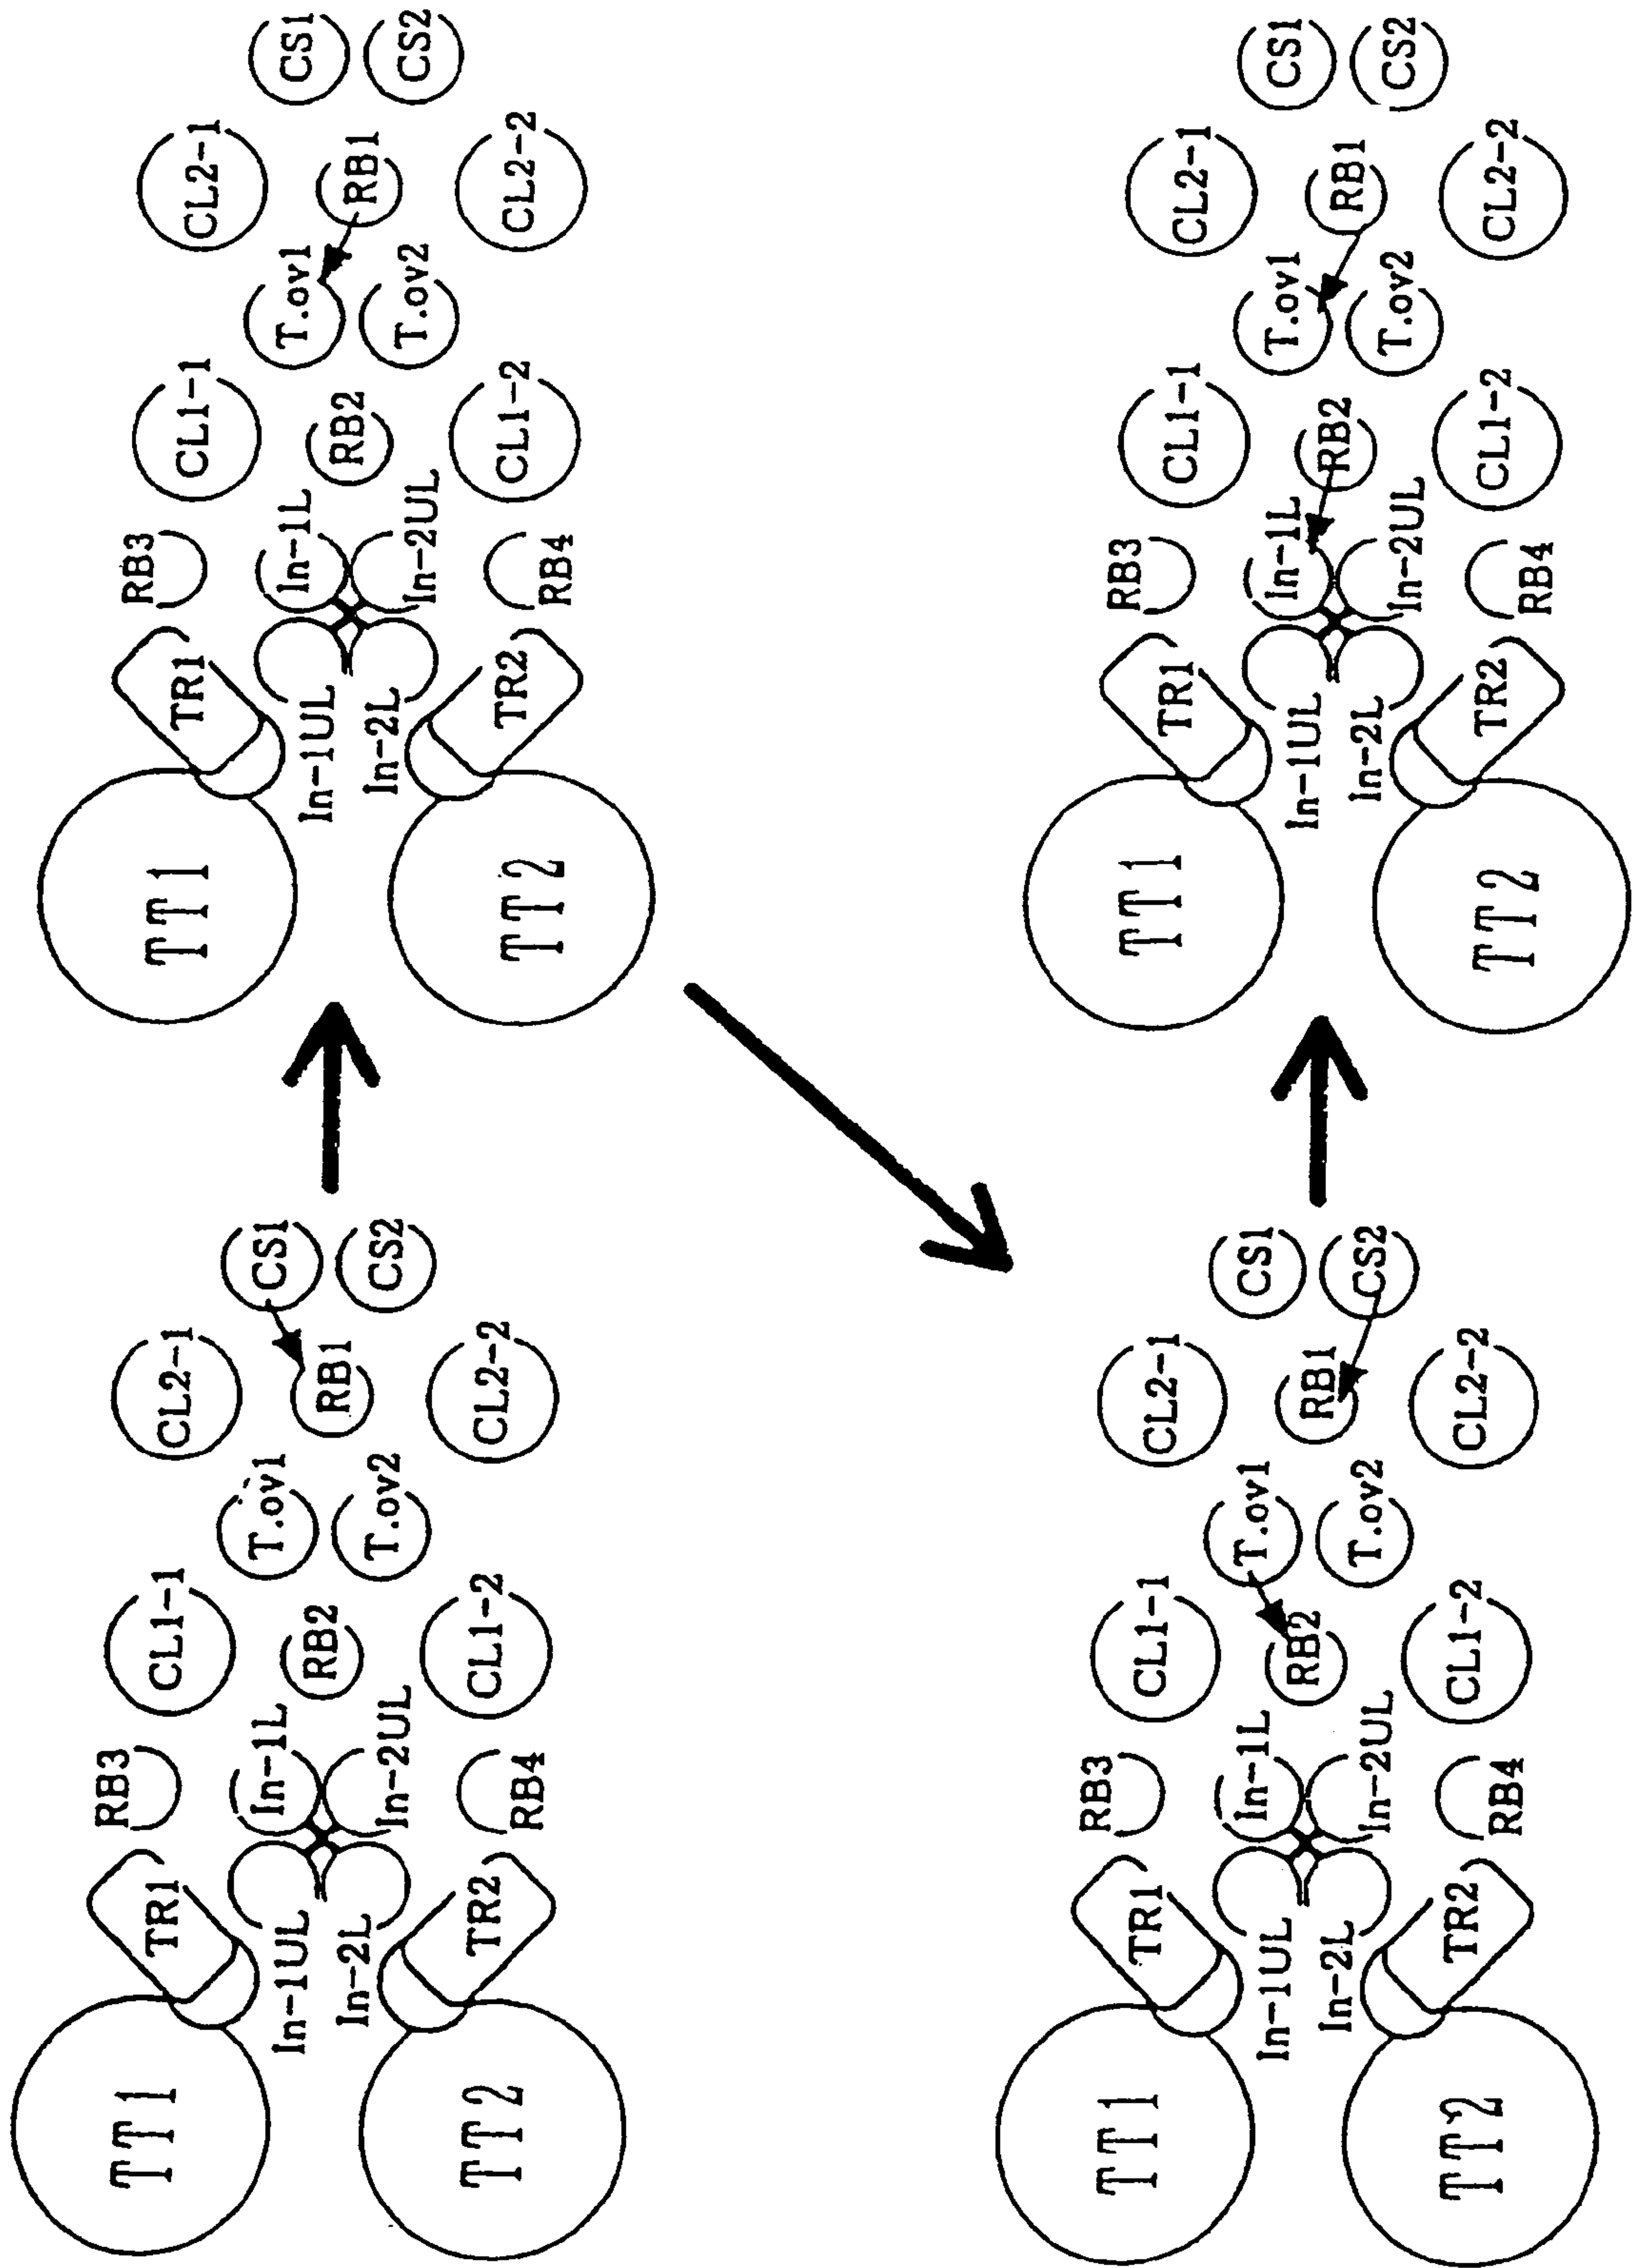 RB3
TR1
CL1-1
CL2-1
TT1
In-1L
T.ov1
CS1
In-1UL
RB2
RB1
In-2L
In-2UL
T.ov2
CS2
TT2
TR2
CL1-2
CL2-2
RB4
RB3
TR1
CL1-1
CL2-1
TT1
In-1L
T.ov1
CS1
In-1UL
RB2
RB1
In-2L
In-2UL
T.ov2
CS2
TT2
TR2
CL1-2
CL2-2
RB4
RB3
TR1
CL1-1
CL2-1
TT1
In-1L
T.ov1
CS1
In-1UL
RB2
RB1
In-2L
In-2UL
T.ov2
CS2
TT2
TR2
CL1-2
CL2-2
RB4
RB3
TR1
CL1-1
CL2-1
TT1
In-1L
T.ov1
CS1
In-1UL
RB2
RB1
In-2L
In-2UL
T.ov2
CS2
TT2
TR2
CL1-2
CL2-2
RB4